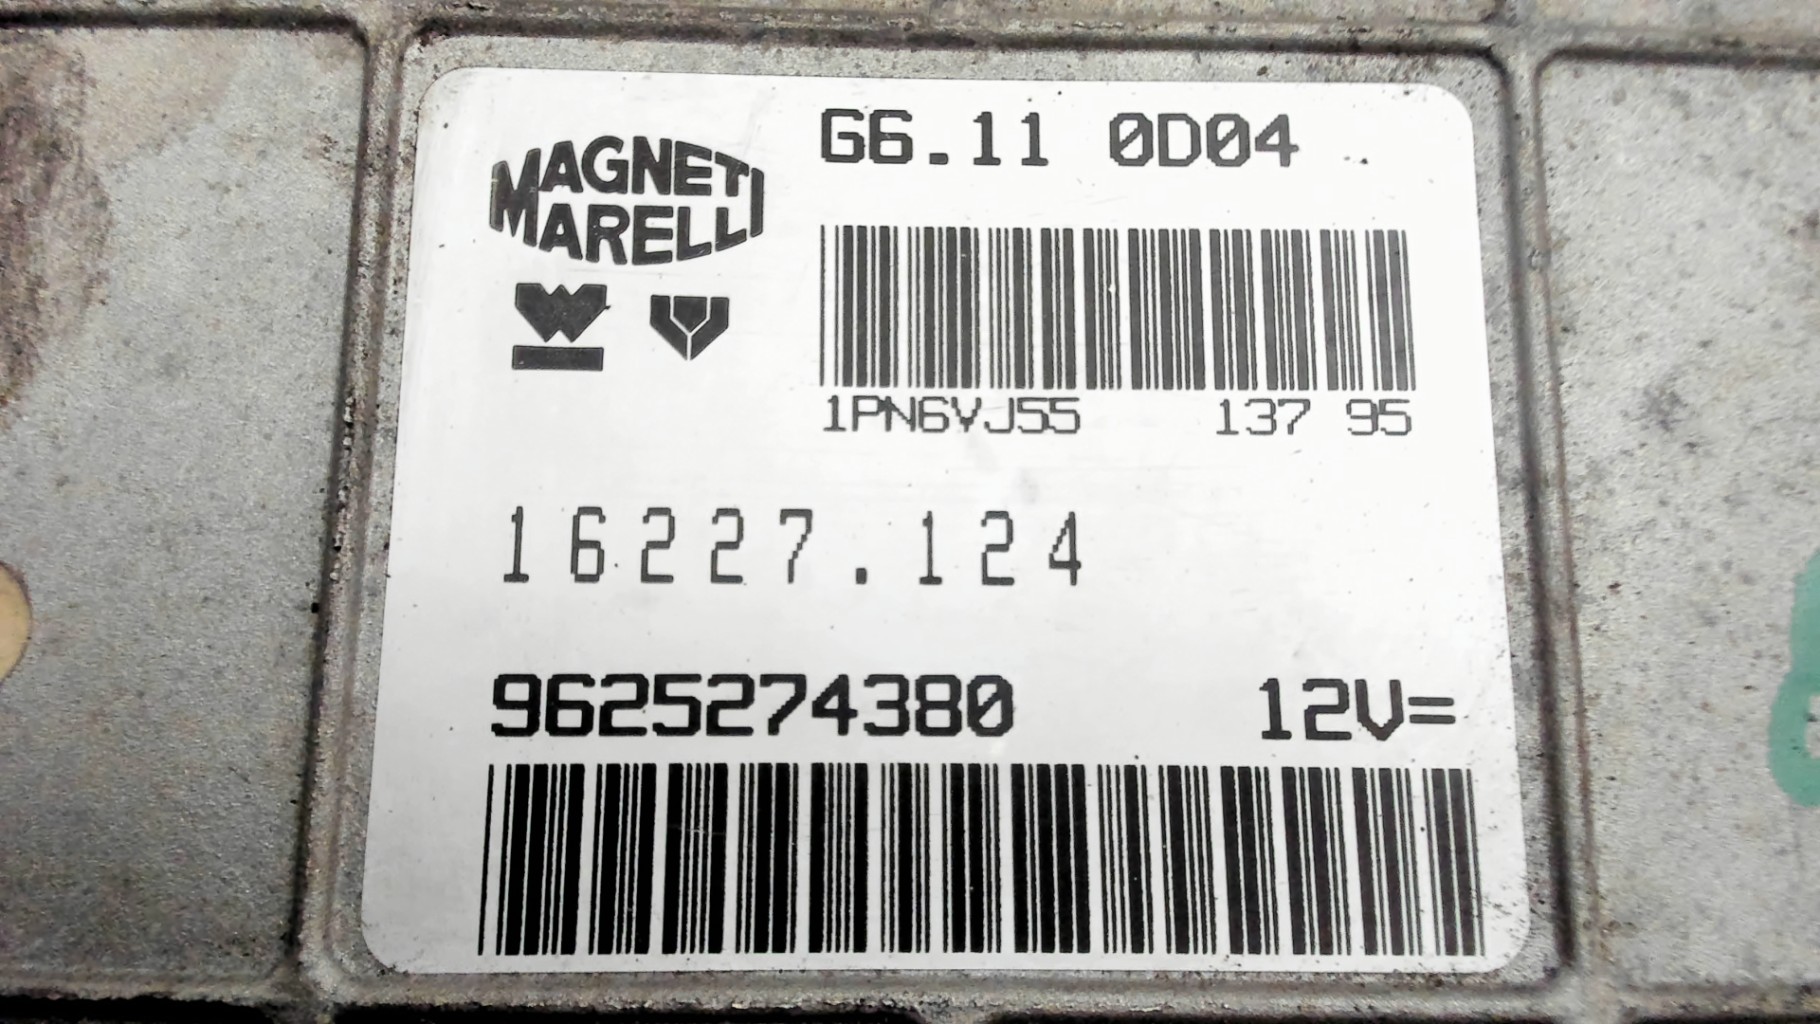 MAGNETI
MARELLI
G6.11 0D04
1PN6VJ55 137 95
16227.124
9625274380 12V=